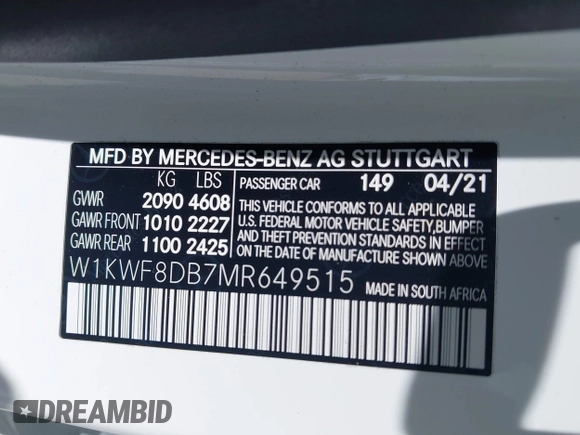 MFD BY MERCEDES-BENZ AG STUTTGART
KG LBS
GVWR 2090 4608
GAWR FRONT 1010 2227
GAWR REAR 1100 2425
PASSENGER CAR 149 04/21
THIS VEHICLE CONFORMS TO ALL APPLICABLE
U.S. FEDERAL MOTOR VEHICLE SAFETY, BUMPER
AND THEFT PREVENTION STANDARDS IN EFFECT
ON THE DATE OF MANUFACTURE SHOWN ABOVE.
W1KWF8DB7MR649515
MADE IN SOUTH AFRICA
DREAMBID